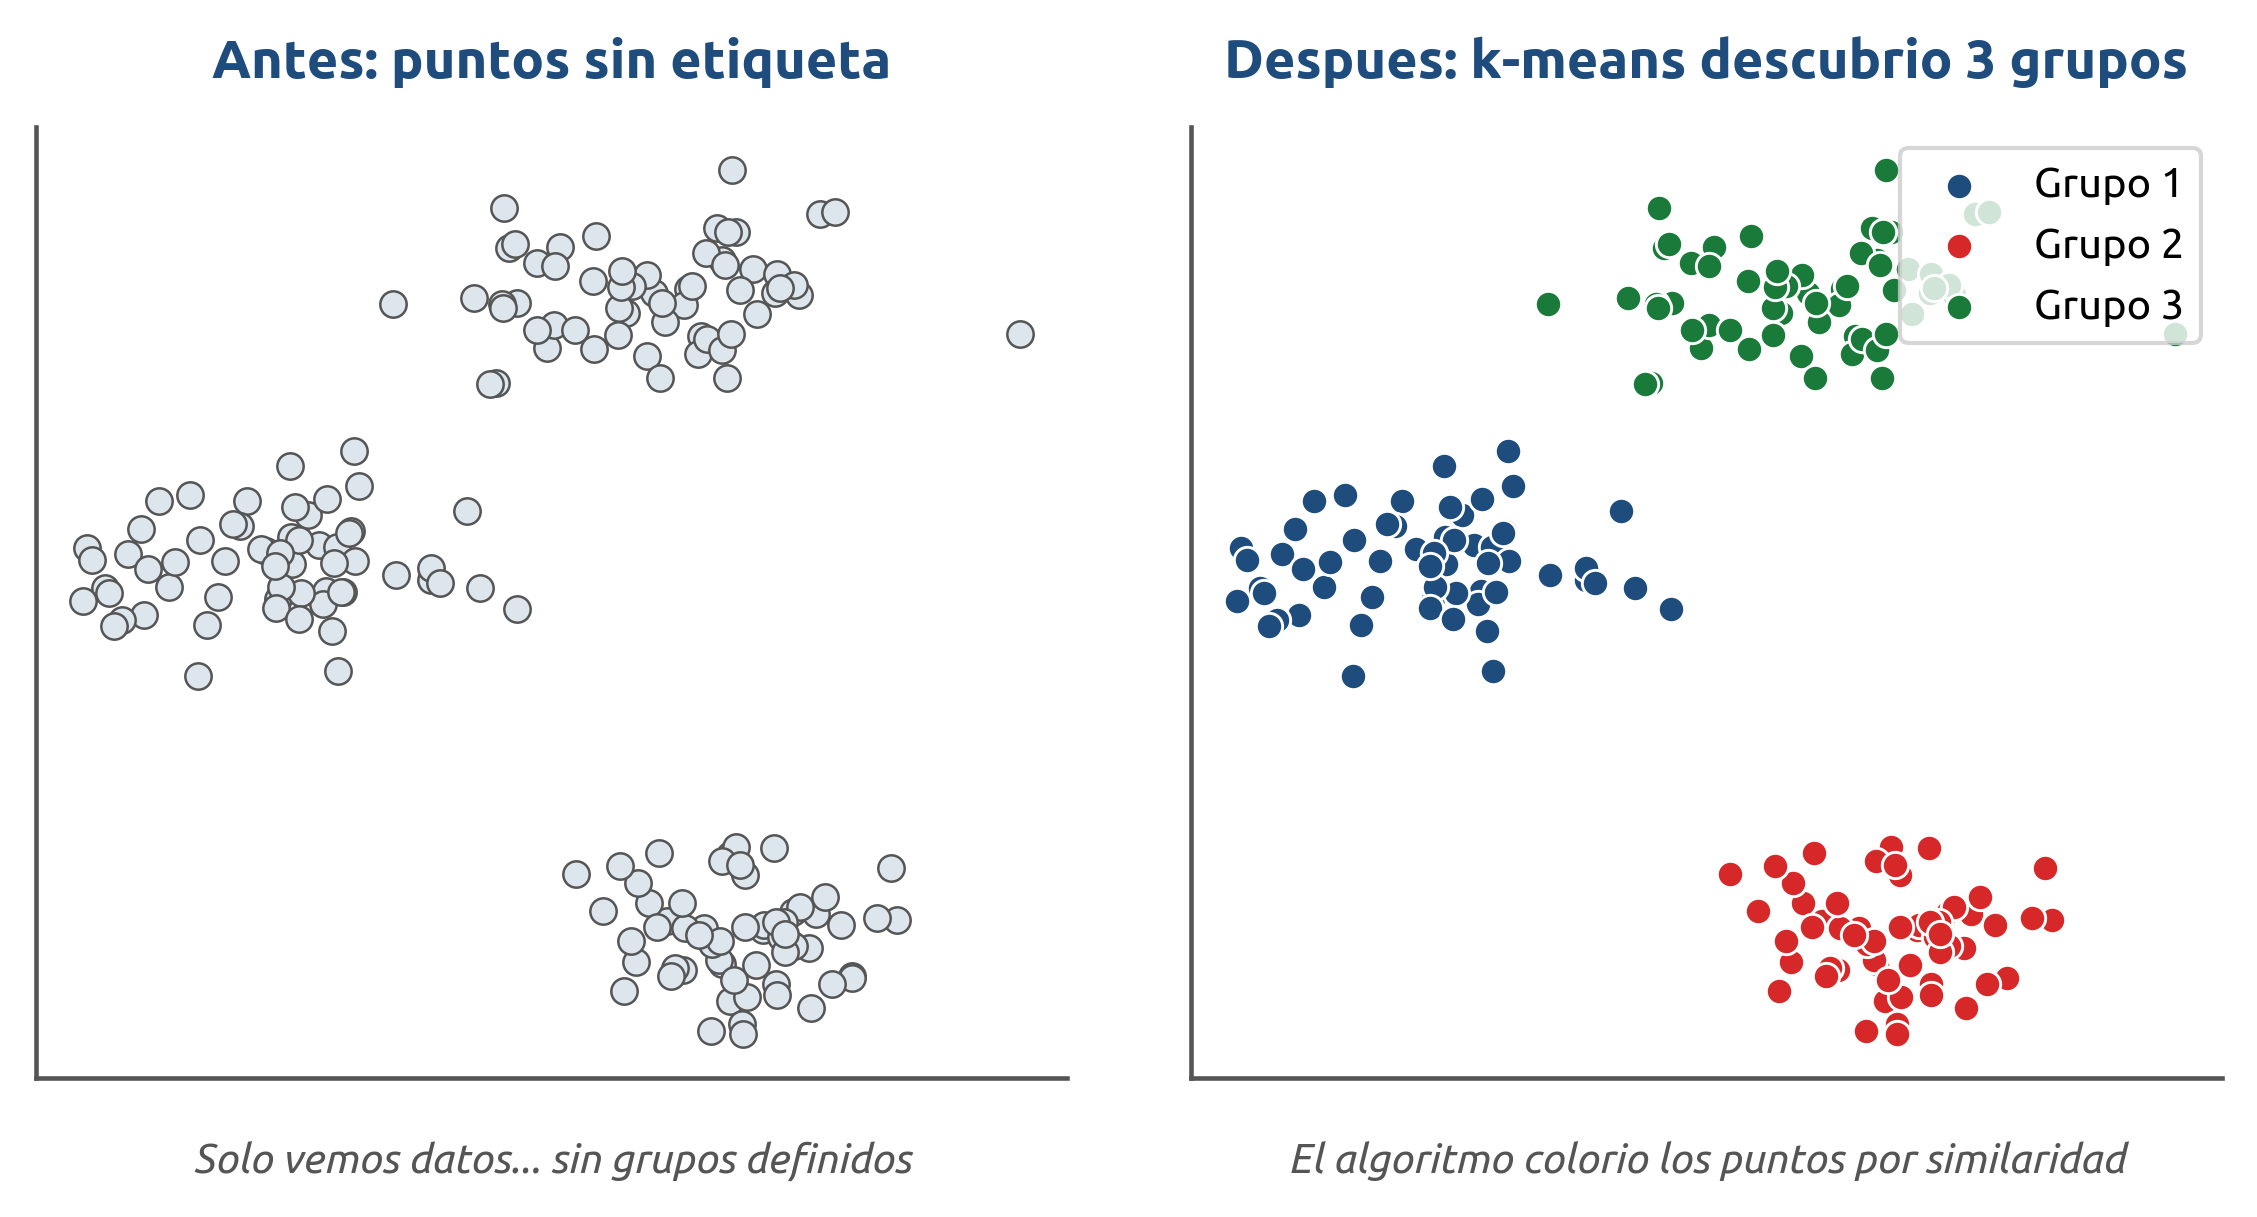 Antes: puntos sin etiqueta
Despues: k-means descubrio 3 grupos
Grupo 1
Grupo 2
Grupo 3
Solo vemos datos... sin grupos definidos
El algoritmo colorio los puntos por similaridad